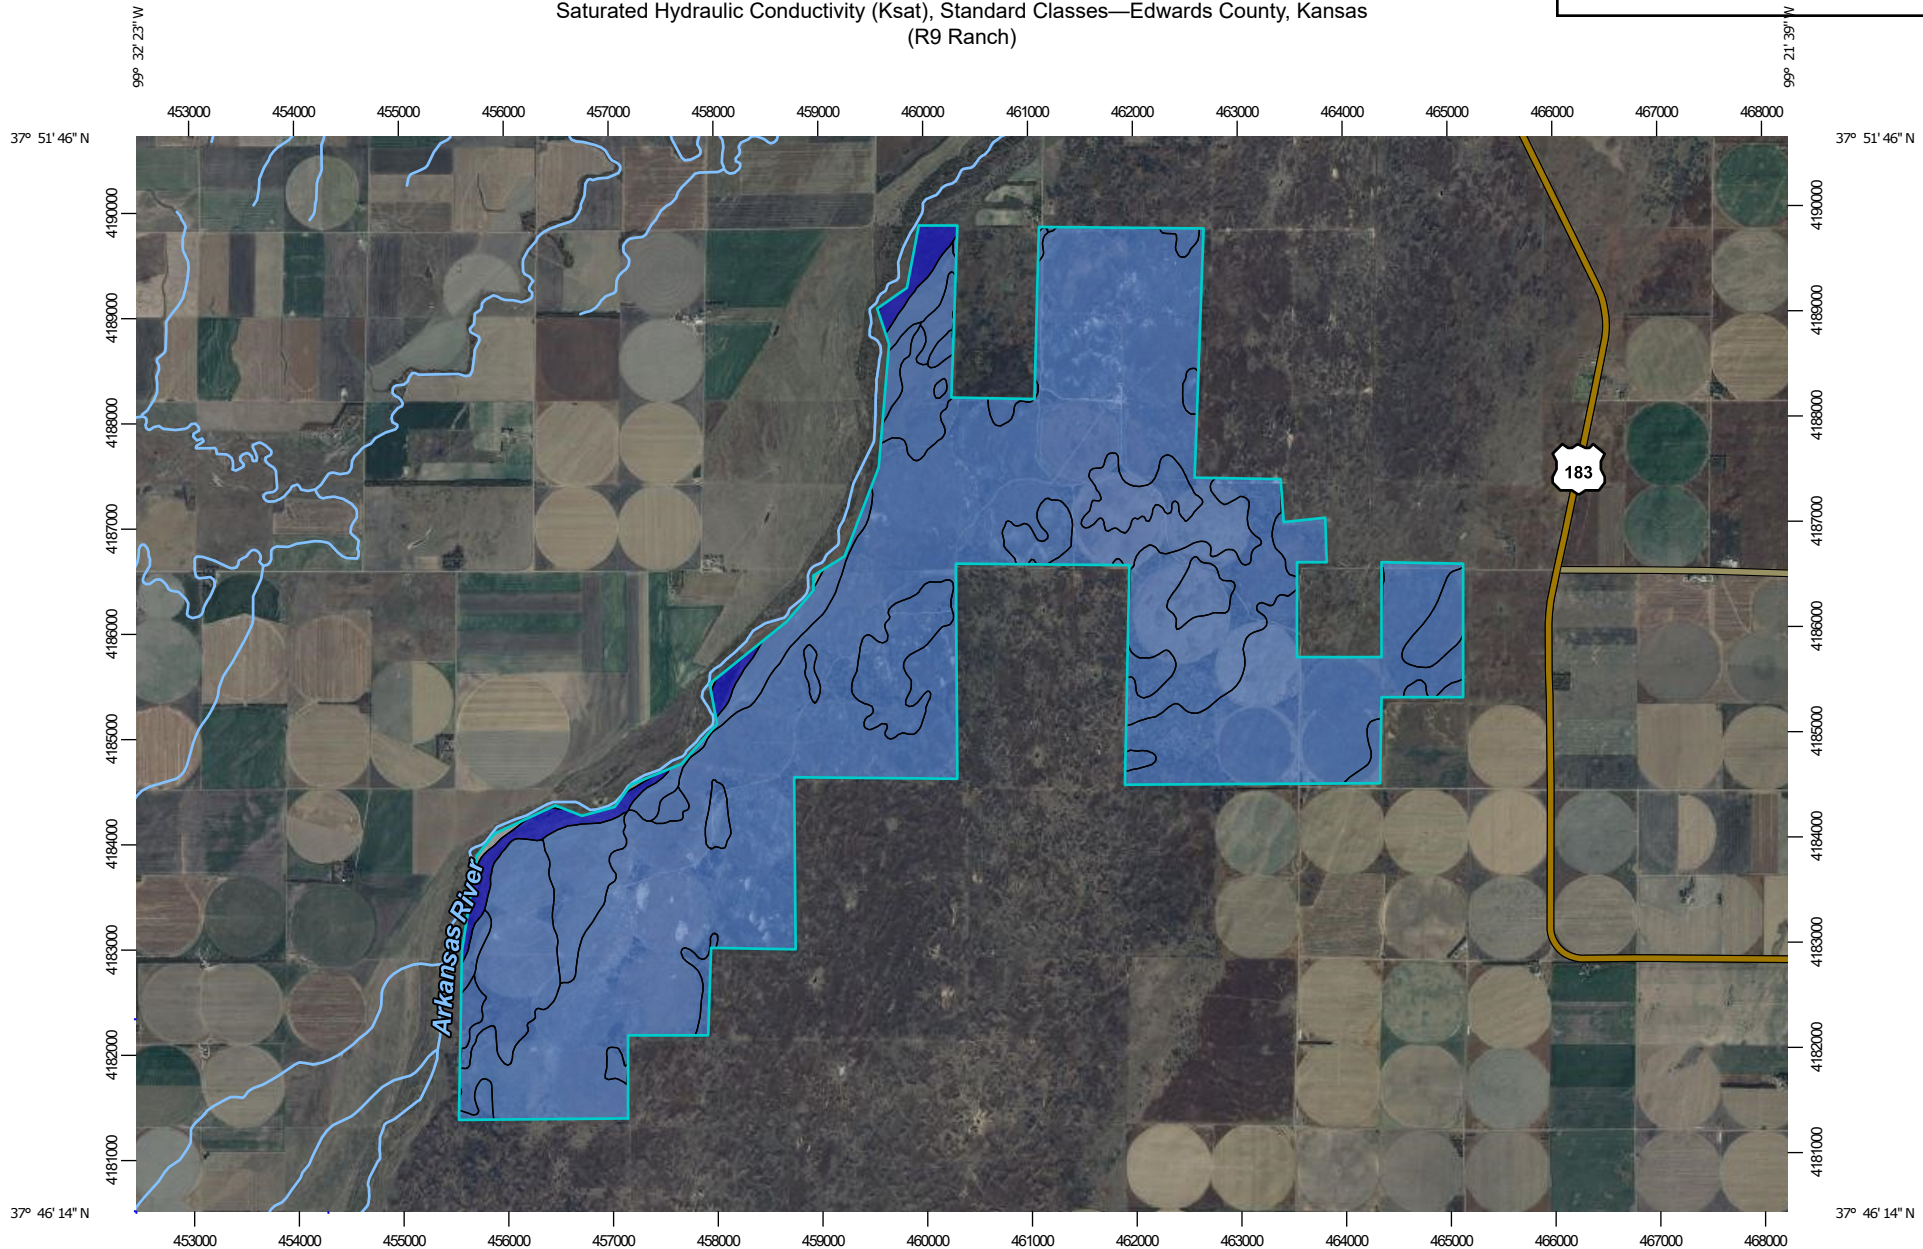 Saturated Hydraulic Conductivity (Ksat), Standard Classes—Edwards County, Kansas
(R9 Ranch)
99° 32' 23" W
99° 21' 39" W
453000 454000 455000 456000 457000 458000 459000 460000 461000 462000 463000 464000 465000 466000 467000 468000
37° 51' 46" N
37° 51' 46" N
4190000
4190000
4189000
4189000
4188000
4188000
183
4187000
4187000
4186000
4186000
4185000
4185000
4184000
4184000
Arkansas River
4183000
4183000
4182000
4182000
4181000
4181000
37° 46' 14" N
37° 46' 14" N
453000 454000 455000 456000 457000 458000 459000 460000 461000 462000 463000 464000 465000 466000 467000 468000